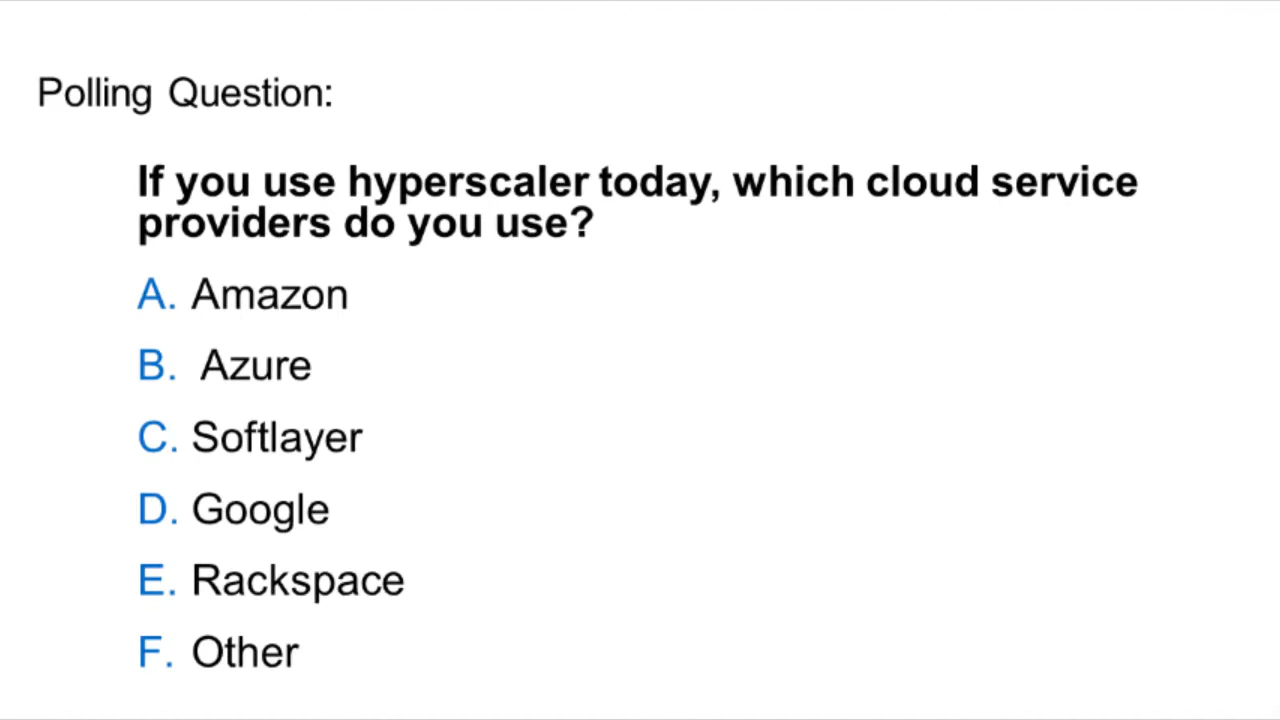 Polling Question:
If you use hyperscaler today, which cloud service
providers do you use?
A. Amazon
B. Azure
C. Softlayer
D. Google
E. Rackspace
F. Other